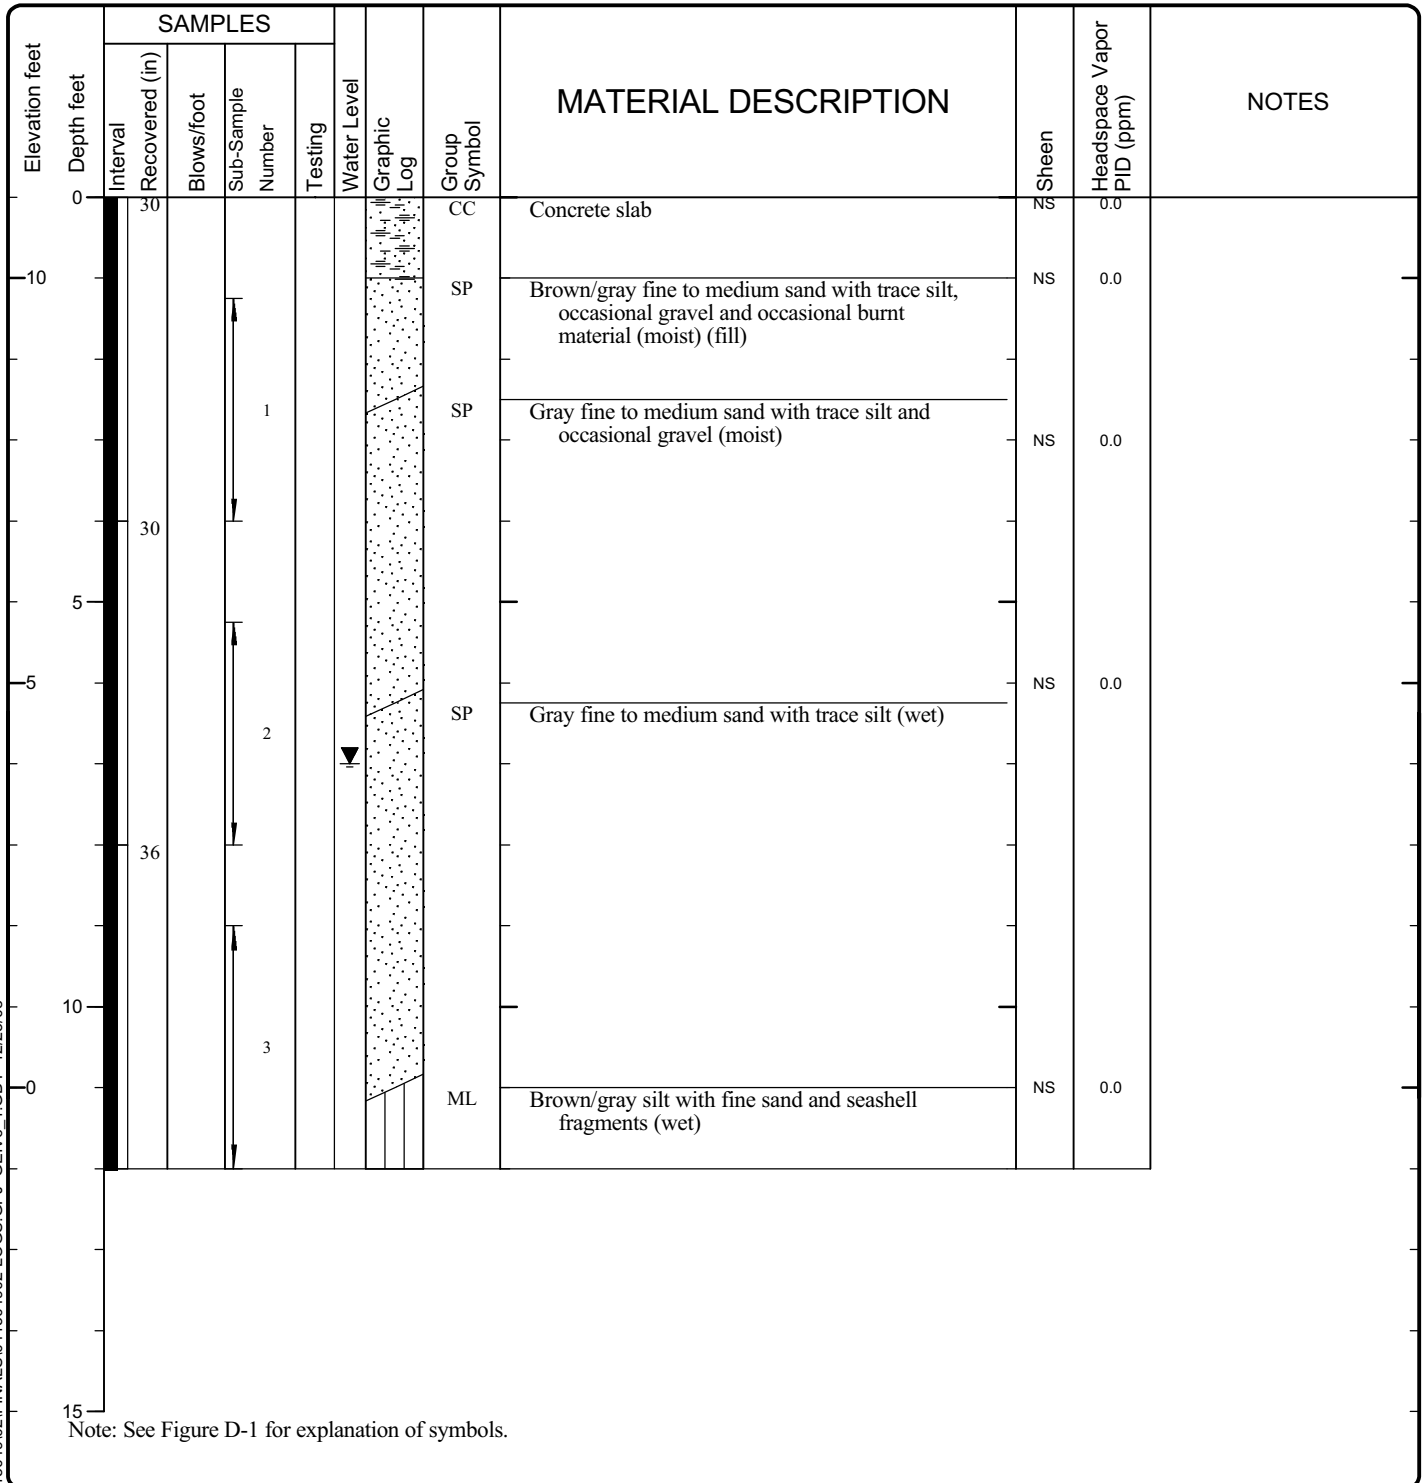 SAMPLES
Elevation feet
Depth feet
Interval
Recovered (in)
Blows/foot
Sub-Sample
Number
Testing
Water Level
Graphic
Log
Group
Symbol
MATERIAL DESCRIPTION
Sheen
Headspace Vapor
PID (ppm)
NOTES
0
30
CC
Concrete slab
NS
0.0
10
NS
0.0
SP
Brown/gray fine to medium sand with trace silt,
occasional gravel and occasional burnt
material (moist) (fill)
1
SP
Gray fine to medium sand with trace silt and
occasional gravel (moist)
NS
0.0
30
5
5
NS
0.0
SP
Gray fine to medium sand with trace silt (wet)
2
36
10
3
0
NS
0.0
ML
Brown/gray silt with fine sand and seashell
fragments (wet)
15
Note: See Figure D-1 for explanation of symbols.